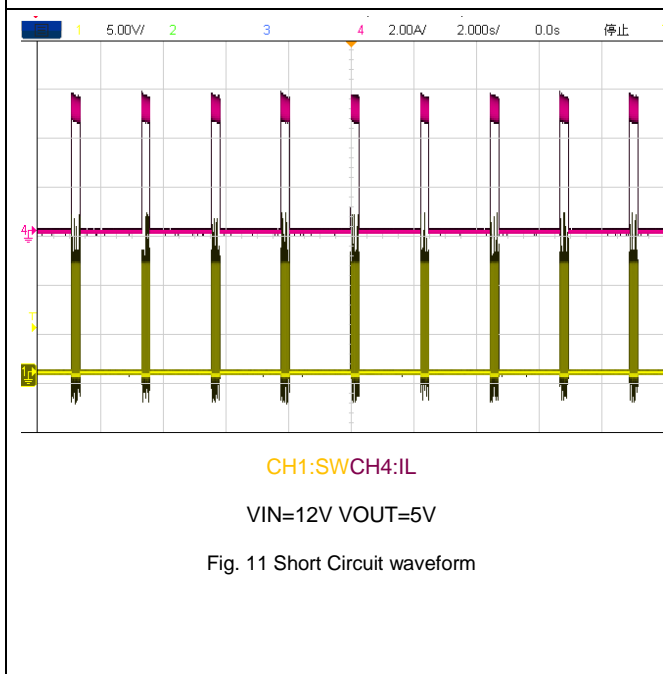 1 5.00V/ 2 3 4 2.00A/ 2.000s/ 0.0s 停止
4
T
1
CH1:SWCH4:IL
VIN=12V VOUT=5V
Fig. 11 Short Circuit waveform